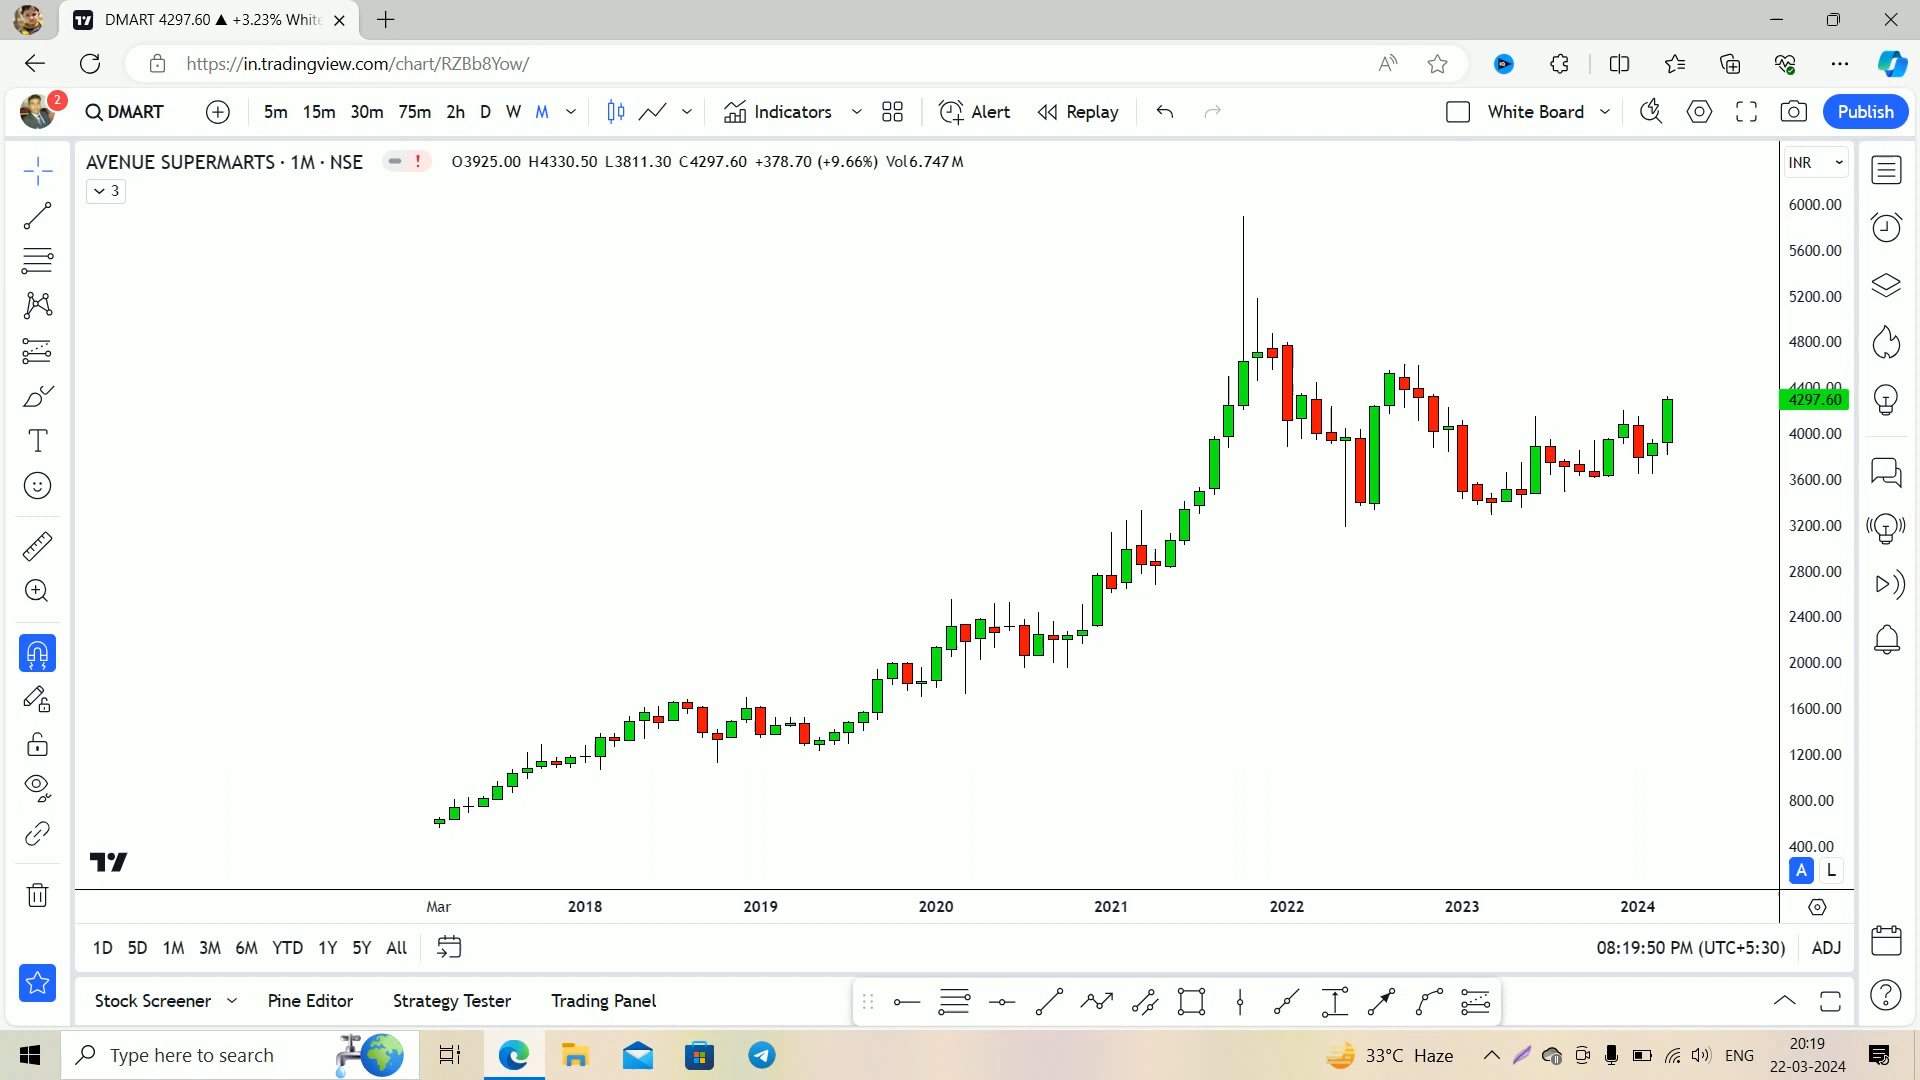 DMART 4297.60 ▲ +3.23% White
https://in.tradingview.com/chart/RZBb8Yow/
2
DMART 5m 15m 30m 75m 2h D W M Indicators Alert Replay White Board Publish
AVENUE SUPERMARTS · 1M · NSE ! O3925.00 H4330.50 L3811.30 C4297.60 +378.70 (+9.66%) Vol6.747M INR
3
6000.00
5600.00
5200.00
4800.00
4400.00
4297.60
4000.00
3600.00
3200.00
2800.00
2400.00
2000.00
1600.00
1200.00
800.00
400.00
A L
Mar 2018 2019 2020 2021 2022 2023 2024
1D 5D 1M 3M 6M YTD 1Y 5Y All 08:19:50 PM (UTC+5:30) ADJ
Stock Screener Pine Editor Strategy Tester Trading Panel
Type here to search 33°C Haze ENG 20:19
22-03-2024